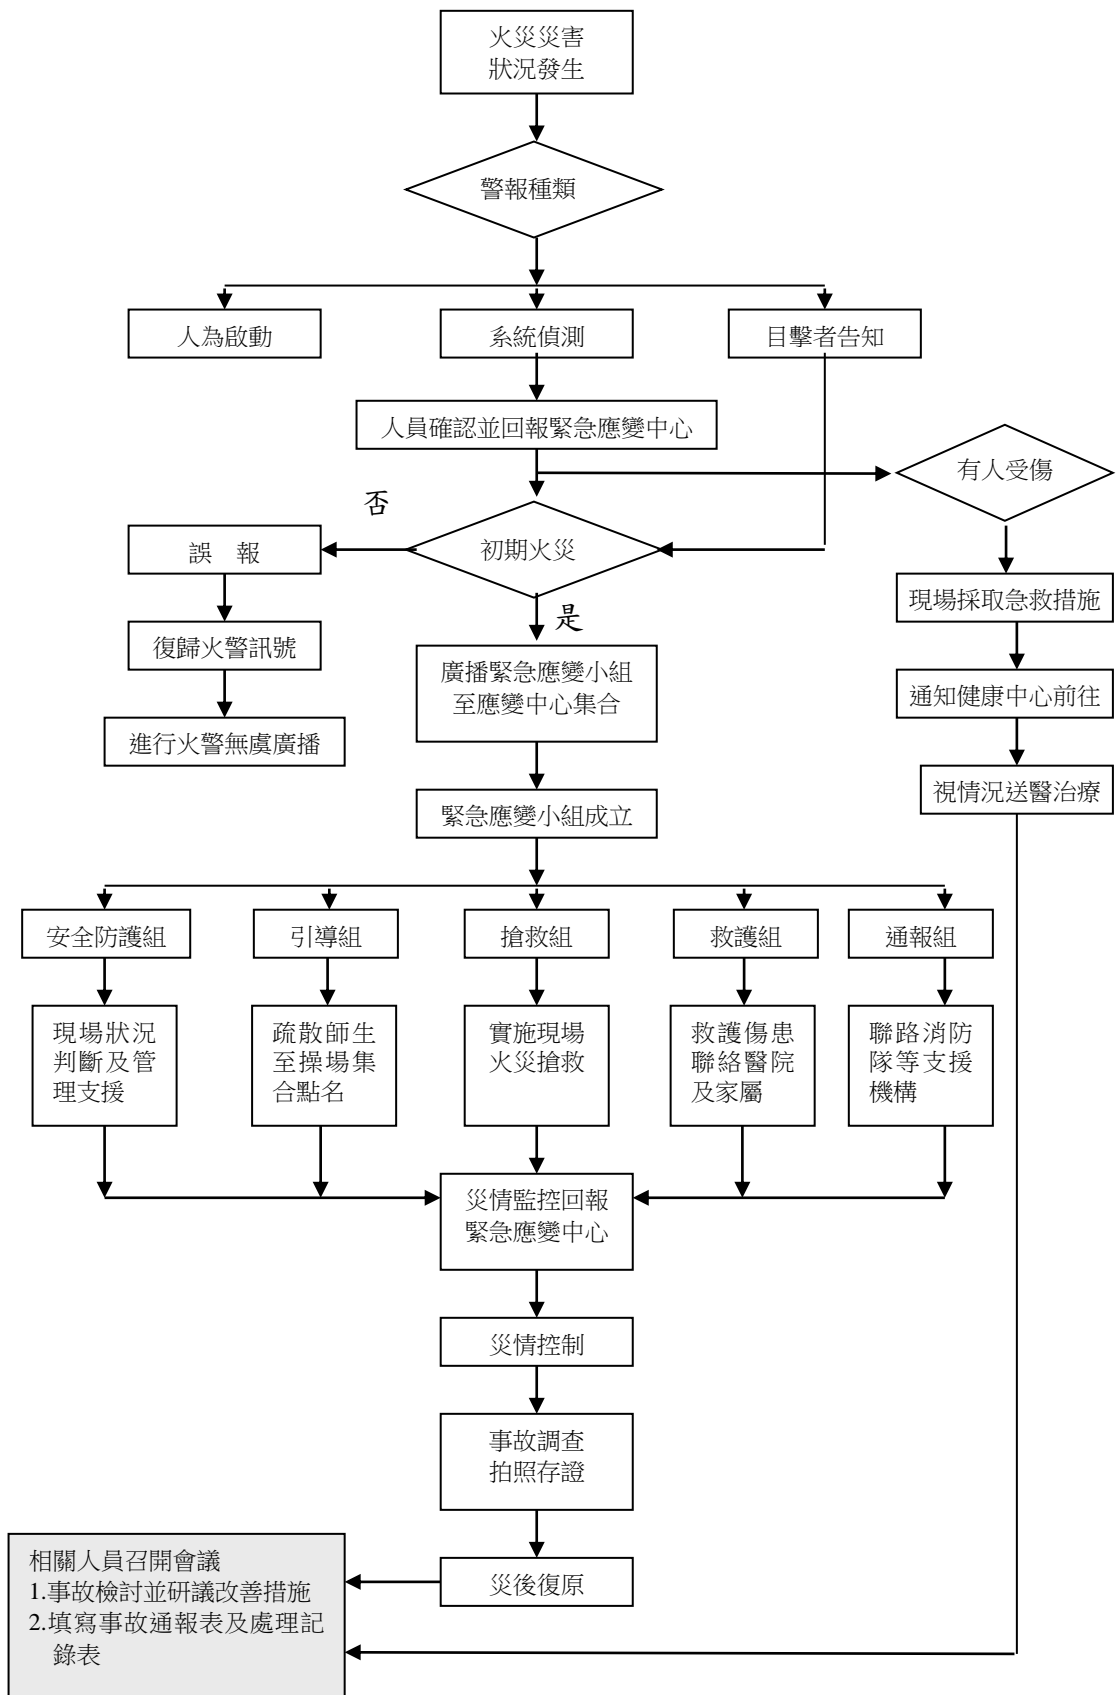 火災災害
狀況發生
警報種類
人為啟動
系統偵測
目擊者告知
人員確認並回報緊急應變中心
有人受傷
否
誤　報
初期火災
現場採取急救措施
是
復歸火警訊號
廣播緊急應變小組
至應變中心集合
通知健康中心前往
進行火警無虞廣播
視情況送醫治療
緊急應變小組成立
安全防護組
引導組
搶救組
救護組
通報組
現場狀況
判斷及管
理支援
疏散師生
至操場集
合點名
實施現場
火災搶救
救護傷患
聯絡醫院
及家屬
聯路消防
隊等支援
機構
災情監控回報
緊急應變中心
災情控制
事故調查
拍照存證
災後復原
相關人員召開會議
1.事故檢討並研議改善措施
2.填寫事故通報表及處理記
錄表